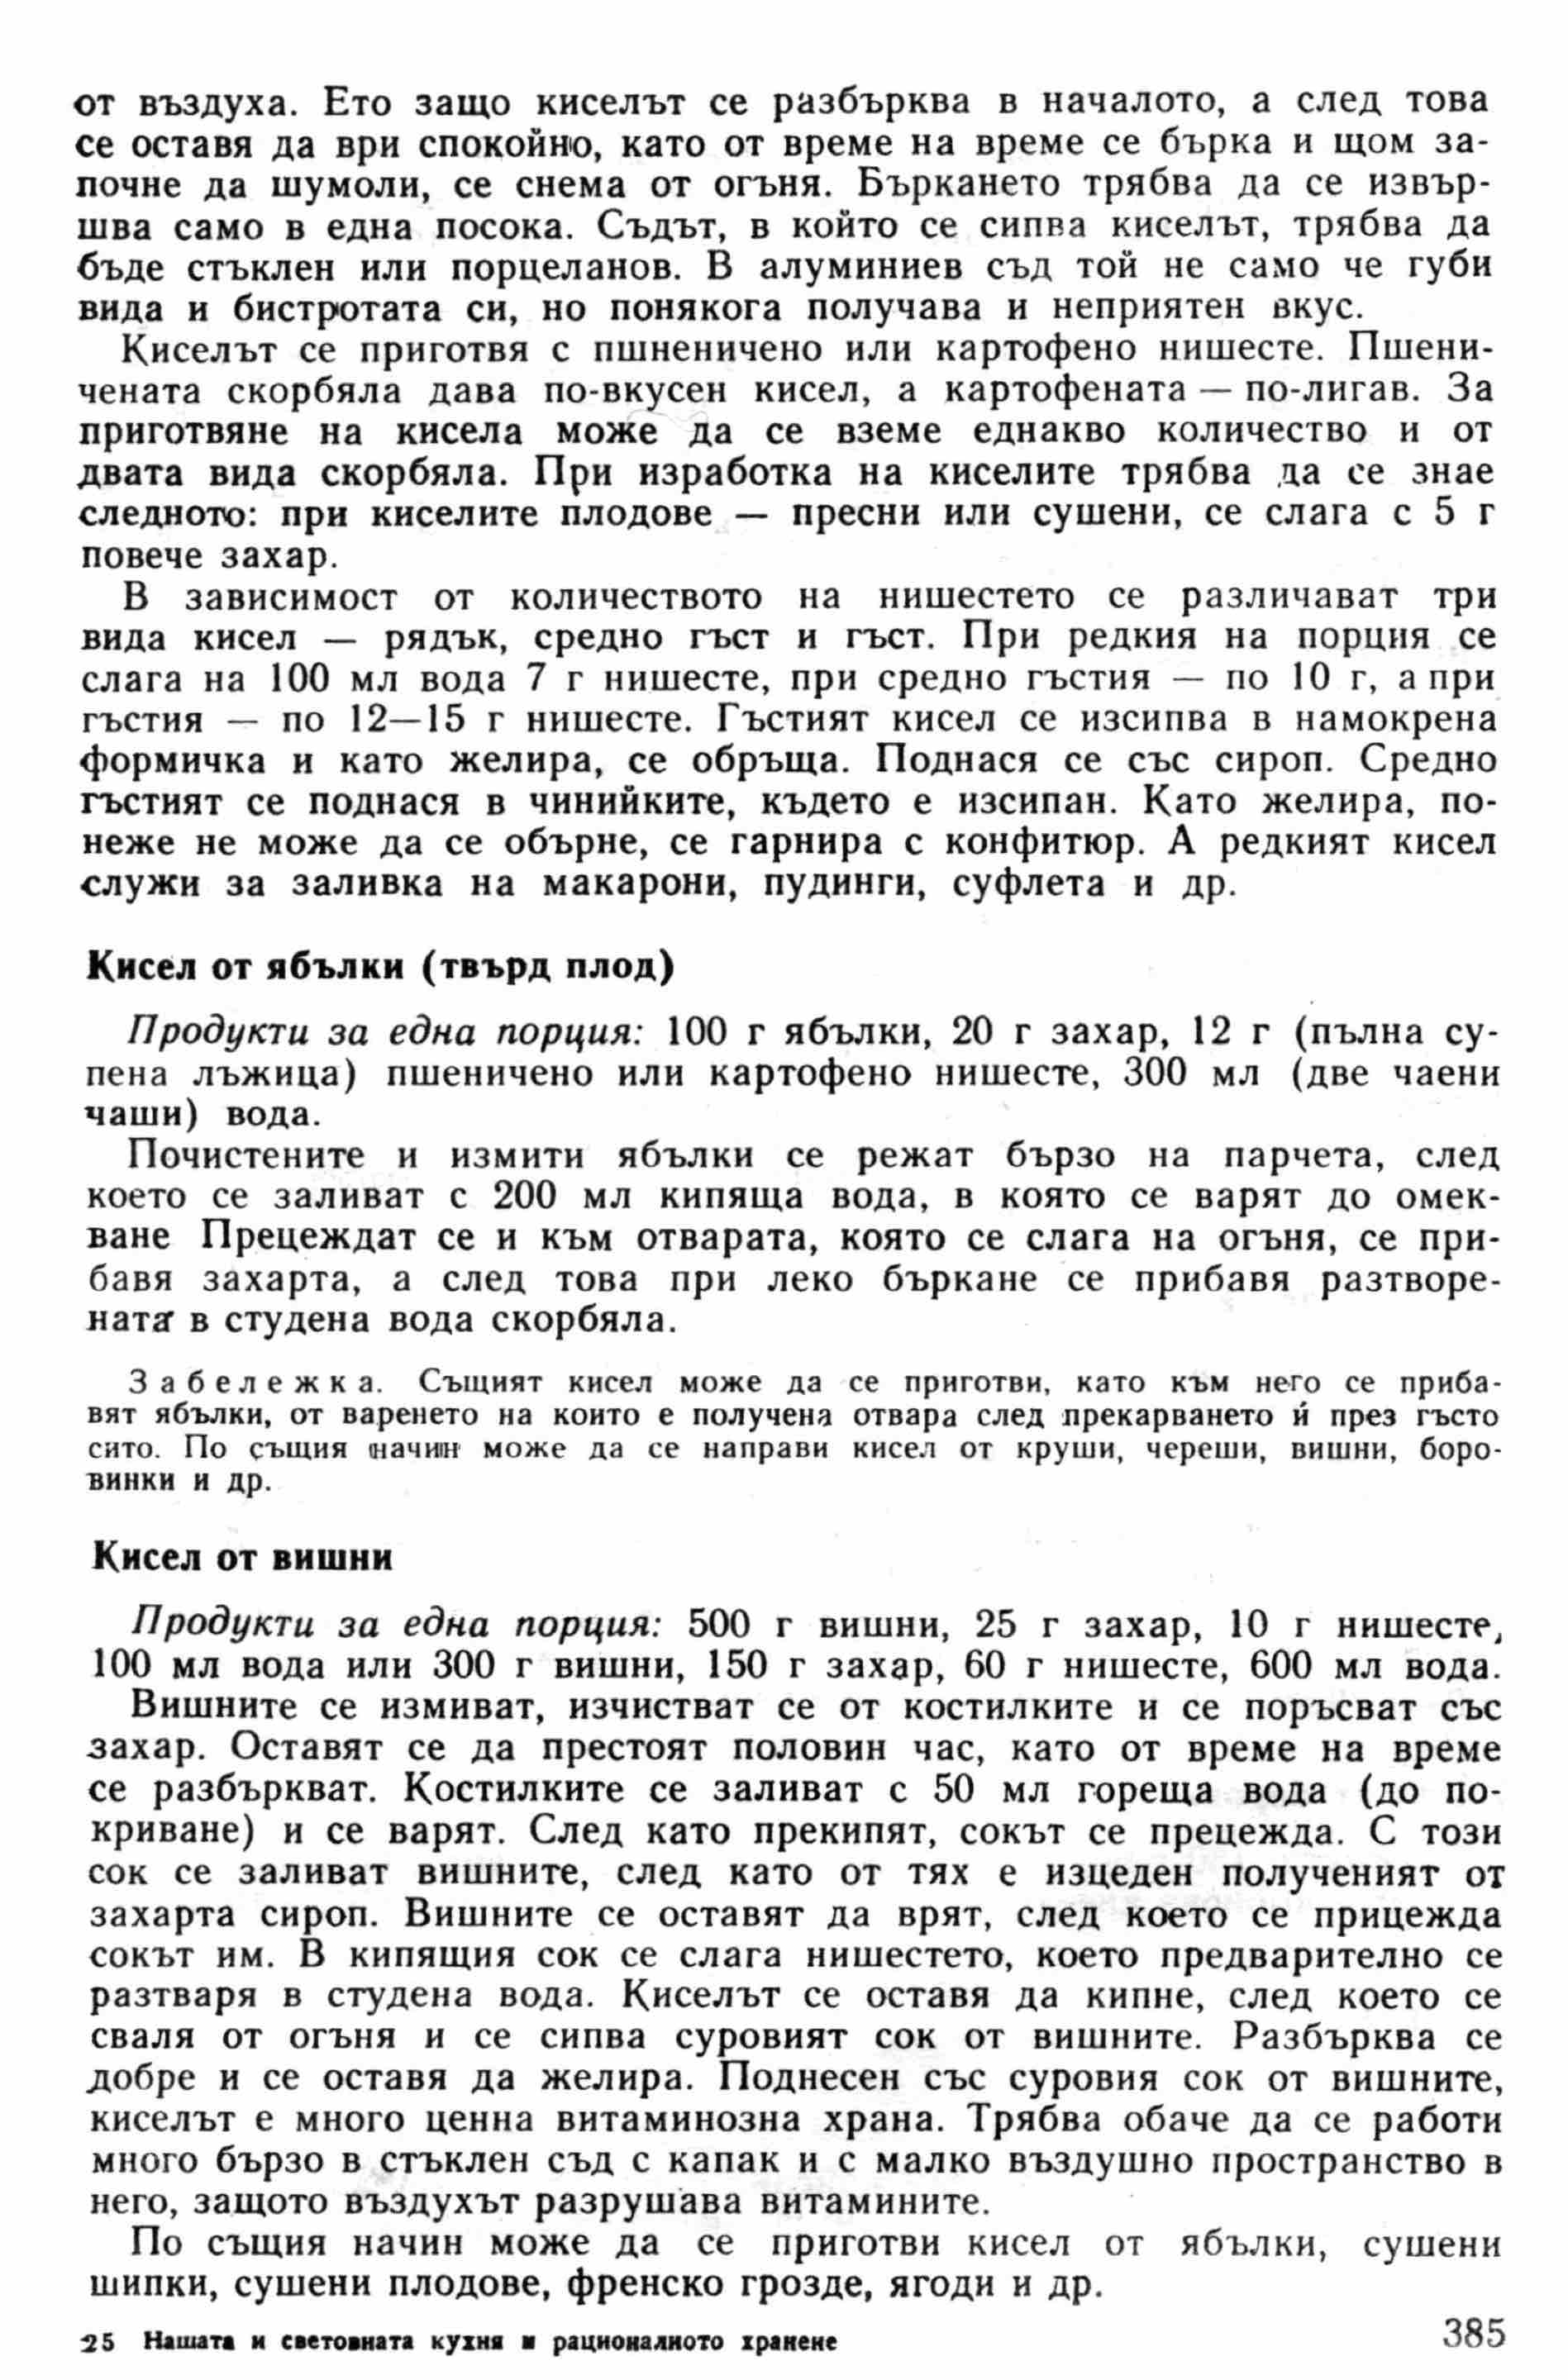 от въздуха. Ето защо киселът се разбърква в началото, а след това
се оставя да ври спокойно, като от време на време се бърка и щом за-
почне да шумоли, се снема от огъня. Бъркането трябва да се извър-
шва само в една посока. Съдът, в който се сипва киселът, трябва да
бъде стъклен или порцеланов. В алуминиев съд той не само че губи
вида и бистротата си, но понякога получава и неприятен вкус.
Киселът се приготвя с пшненичено или картофено нишесте. Пшени-
чената скорбяла дава по-вкусен кисел, а картофената — по-лигав. За
приготвяне на кисела може да се вземе еднакво количество и от
двата вида скорбяла. При изработка на киселите трябва да се знае
следното: при киселите плодове — пресни или сушени, се слага с 5 г
повече захар.
В зависимост от количеството на нишестето се различават три
вида кисел — рядък, средно гъст и гъст. При редкия на порция се
слага на 100 мл вода 7 г нишесте, при средно гъстия — по 10 г, а при
гъстия — по 12—15 г нишесте. Гъстият кисел се изсипва в намокрена
формичка и като желира, се обръща. Поднася се със сироп. Средно
гъстият се поднася в чинийките, където е изсипан. Като желира, по-
неже не може да се обърне, се гарнира с конфитюр. А редкият кисел
служи за заливка на макарони, пудинги, суфлета и др.
Кисел от ябълки (твърд плод)
Продукти за една порция: 100 г ябълки, 20 г захар, 12 г (пълна су-
пена лъжица) пшеничено или картофено нишесте, 300 мл (две чаени
чаши) вода.
Почистените и измити ябълки се режат бързо на парчета, след
което се заливат с 200 мл кипяща вода, в която се варят до омек-
ване Прецеждат се и към отварата, която се слага на огъня, се при-
бавя захарта, а след това при леко бъркане се прибавя разтворе-
ната в студена вода скорбяла.
Забележка. Същият кисел може да се приготви, като към него се приба-
вят ябълки, от варенето на които е получена отвара след прекарването ѝ през гъсто
сито. По същия начин може да се направи кисел от круши, череши, вишни, боро-
винки и др.
Кисел от вишни
Продукти за една порция: 500 г вишни, 25 г захар, 10 г нишесте,
100 мл вода или 300 г вишни, 150 г захар, 60 г нишесте, 600 мл вода.
Вишните се измиват, изчистват се от костилките и се поръсват със
захар. Оставят се да престоят половин час, като от време на време
се разбъркват. Костилките се заливат с 50 мл гореща вода (до по-
криване) и се варят. След като прекипят, сокът се прецежда. С този
сок се заливат вишните, след като от тях е изцеден полученият от
захарта сироп. Вишните се оставят да врят, след което се прицежда
сокът им. В кипящия сок се слага нишестето, което предварително се
разтваря в студена вода. Киселът се оставя да кипне, след което се
сваля от огъня и се сипва суровият сок от вишните. Разбърква се
добре и се оставя да желира. Поднесен със суровия сок от вишните,
киселът е много ценна витаминозна храна. Трябва обаче да се работи
много бързо в стъклен съд с капак и с малко въздушно пространство в
него, защото въздухът разрушава витамините.
По същия начин може да се приготви кисел от ябълки, сушени
шипки, сушени плодове, френско грозде, ягоди и др.
25 Нашата и световната кухня и рационалното хранене
385